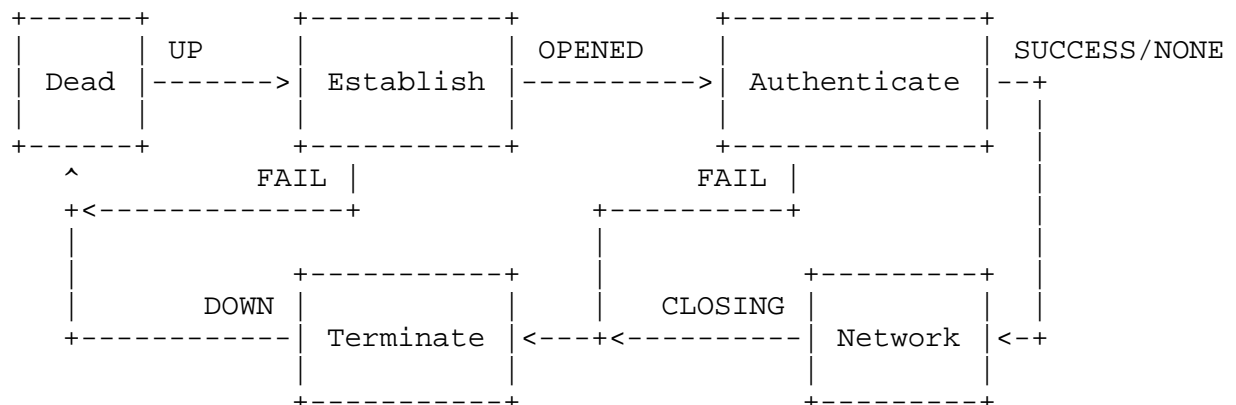 UP OPENED SUCCESS/NONE
Dead Establish Authenticate
FAIL FAIL
DOWN CLOSING
Terminate Network